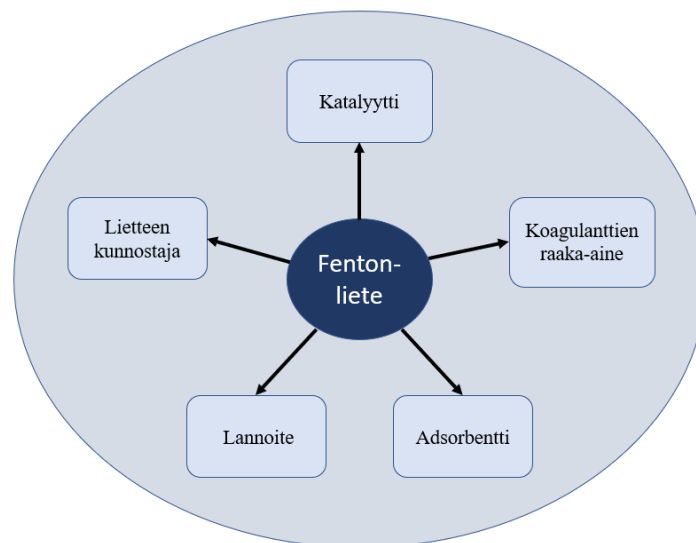 Katalyytti
Lietteen
kunnostaja
Koagulanttien
raaka-aine
Fenton-
liete
Lannoite
Adsorbentti